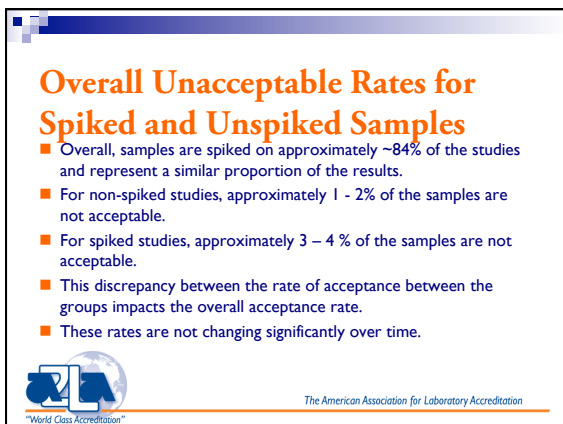 Overall Unacceptable Rates for
Spiked and Unspiked Samples
Overall, samples are spiked on approximately ~84% of the studies
and represent a similar proportion of the results.
For non-spiked studies, approximately 1 - 2% of the samples are
not acceptable.
For spiked studies, approximately 3 – 4 % of the samples are not
acceptable.
This discrepancy between the rate of acceptance between the
groups impacts the overall acceptance rate.
These rates are not changing significantly over time.
A2LA
The American Association for Laboratory Accreditation
“World Class Accreditation”